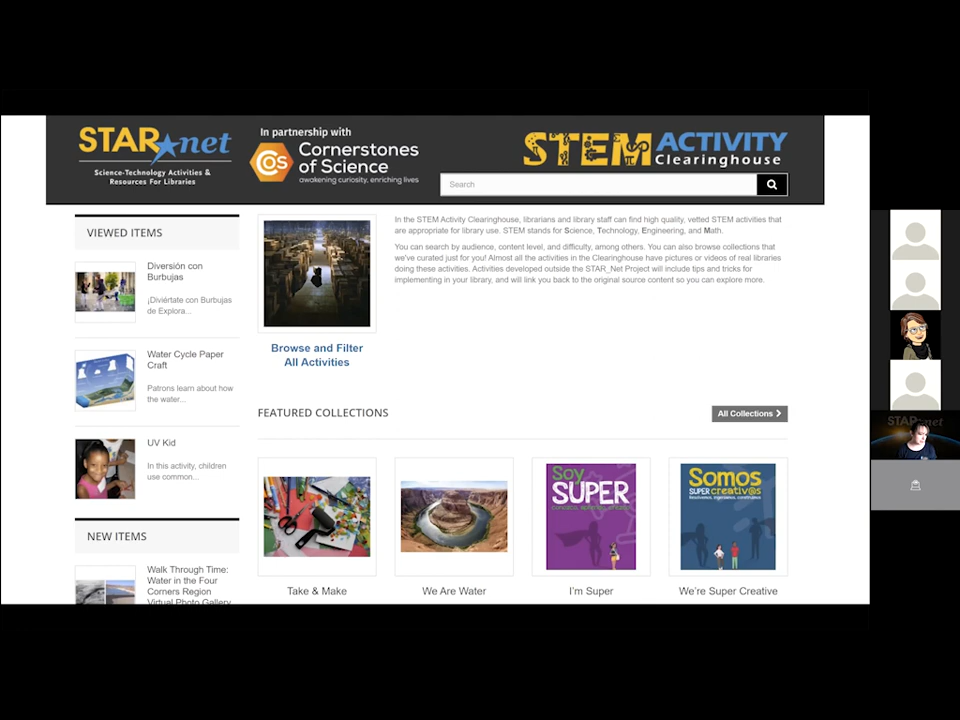 STAR net
Science-Technology Activities &
Resources For Libraries
In partnership with
COS
Cornerstones
of Science
awakening curiosity, enriching lives
STEM ACTIVITY
Clearinghouse
Search
VIEWED ITEMS
Diversión con
Burbujas
¡Diviértate con Burbujas
de Explora...
Water Cycle Paper
Craft
Patrons learn about how
the water...
UV Kid
In this activity, children
use common...
NEW ITEMS
Walk Through Time:
Water in the Four
Corners Region
Virtual Photo Gallery
Browse and Filter
All Activities
In the STEM Activity Clearinghouse, librarians and library staff can find high quality, vetted STEM activities that
are appropriate for library use. STEM stands for Science, Technology, Engineering, and Math.
You can search by audience, content level, and difficulty, among others. You can also browse collections that
we've curated just for you! Almost all the activities in the Clearinghouse have pictures or videos of real libraries
doing these activities. Activities developed outside the STAR_Net Project will include tips and tricks for
implementing in your library, and will link you back to the original source content so you can explore more.
FEATURED COLLECTIONS
All Collections
Soy
SUPER
Somos
SUPER creativ@s
Take & Make
We Are Water
I'm Super
We're Super Creative
STAR net